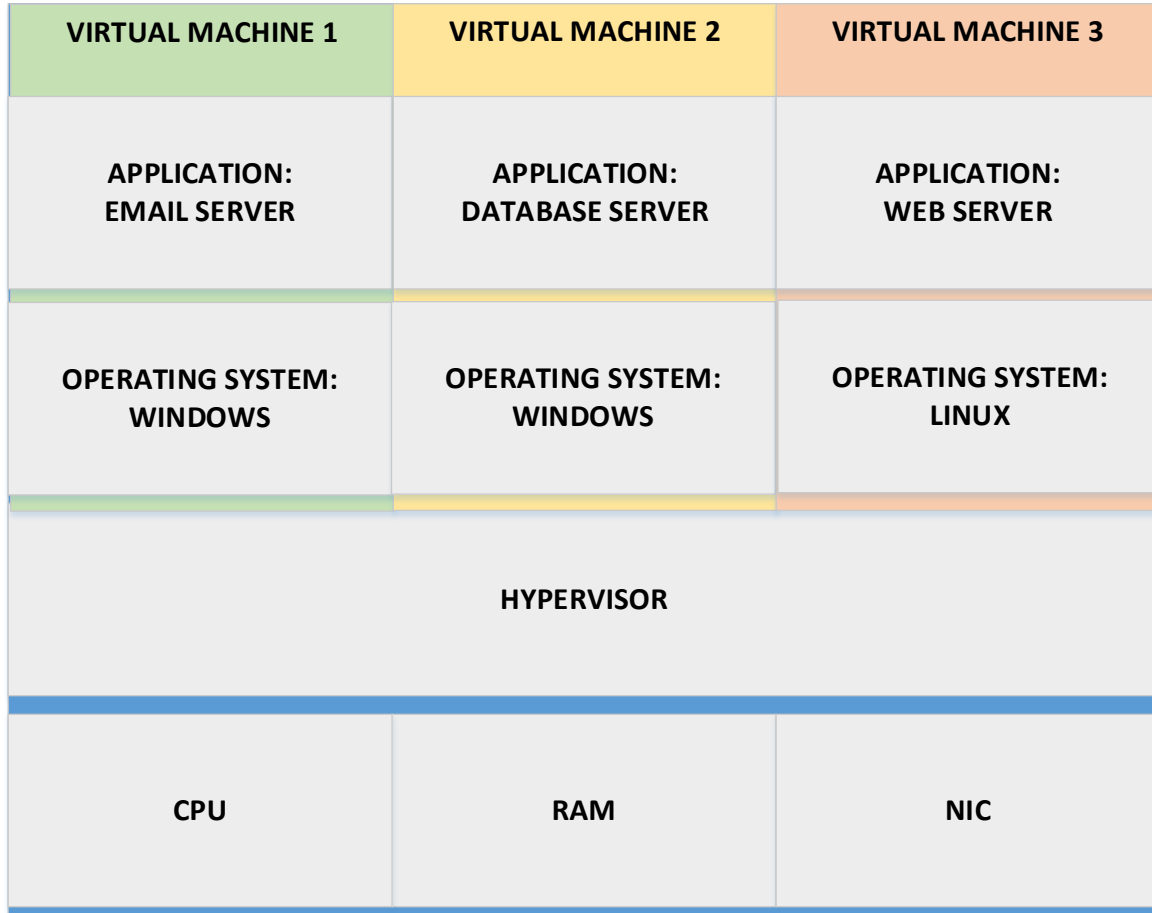 VIRTUAL MACHINE 1
VIRTUAL MACHINE 2
VIRTUAL MACHINE 3
APPLICATION:
EMAIL SERVER
APPLICATION:
DATABASE SERVER
APPLICATION:
WEB SERVER
OPERATING SYSTEM:
WINDOWS
OPERATING SYSTEM:
WINDOWS
OPERATING SYSTEM:
LINUX
HYPERVISOR
CPU
RAM
NIC